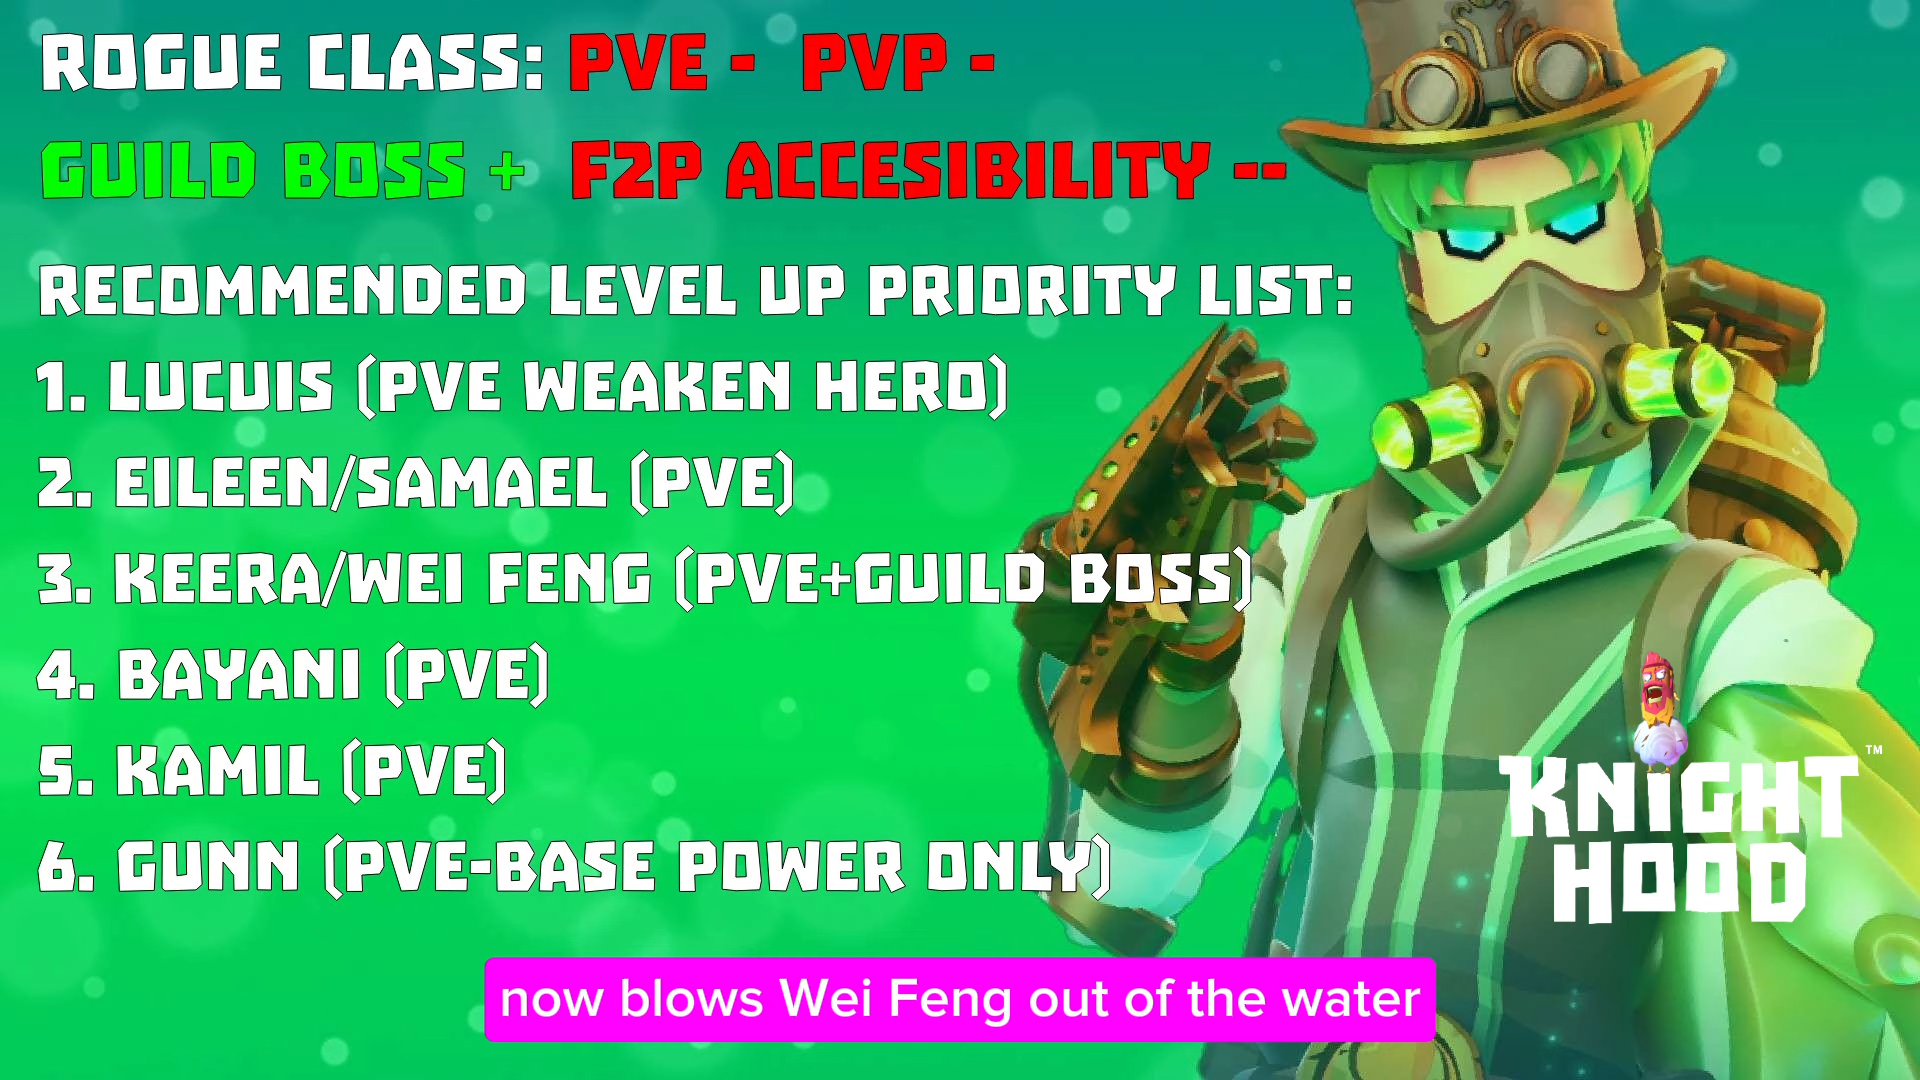 ROGUE CLASS: PVE - PVP -
GUILD BOSS + F2P ACCESIBILITY --
RECOMMENDED LEVEL UP PRIORITY LIST:
1. LUCUIS (PVE WEAKEN HERO)
2. EILEEN/SAMAEL (PVE)
3. KEERA/WEI FENG (PVE+GUILD BOSS)
4. BAYANI (PVE)
5. KAMIL (PVE)
6. GUNN (PVE-BASE POWER ONLY)
KNIGHT TM
HOOD
now blows Wei Feng out of the water